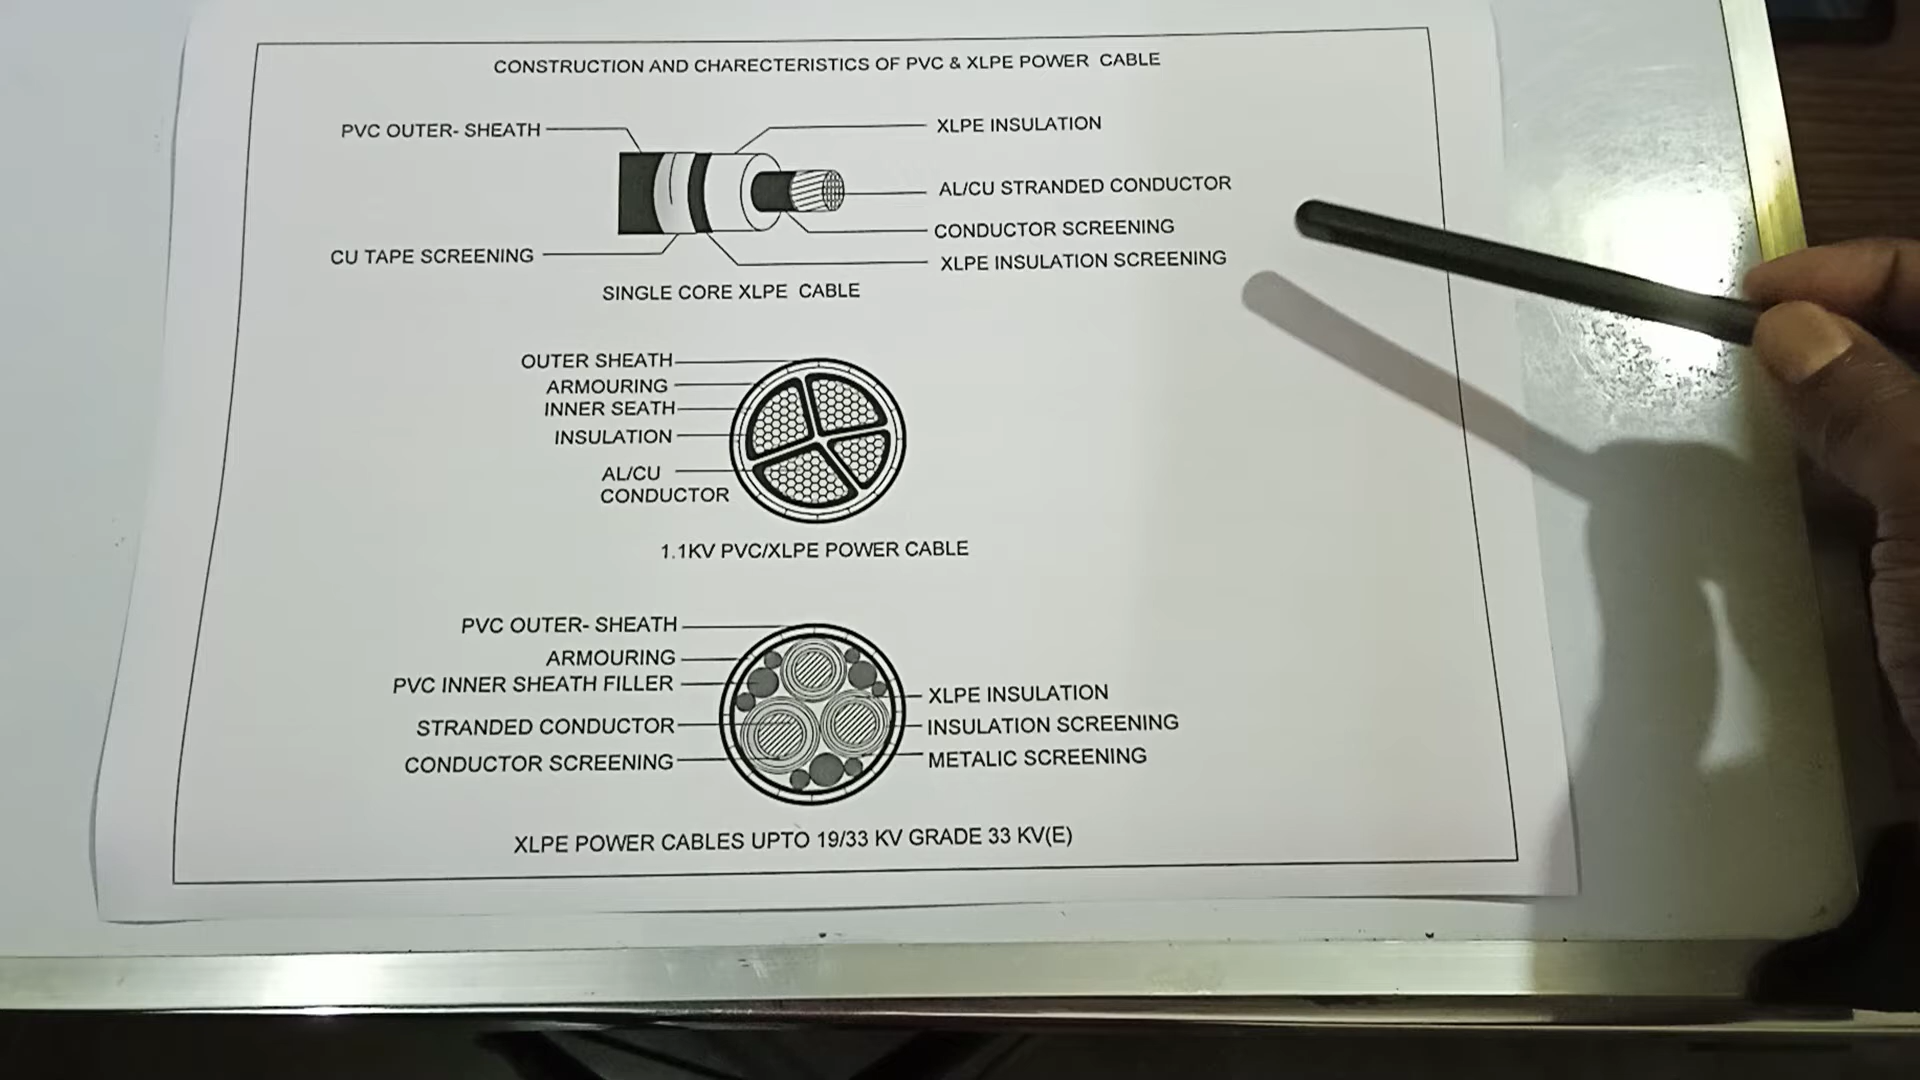 CONSTRUCTION AND CHARECTERISTICS OF PVC & XLPE POWER CABLE
PVC OUTER- SHEATH
XLPE INSULATION
AL/CU STRANDED CONDUCTOR
CONDUCTOR SCREENING
CU TAPE SCREENING
XLPE INSULATION SCREENING
SINGLE CORE XLPE CABLE
OUTER SHEATH
ARMOURING
INNER SEATH
INSULATION
AL/CU
CONDUCTOR
1.1KV PVC/XLPE POWER CABLE
PVC OUTER- SHEATH
ARMOURING
PVC INNER SHEATH FILLER
STRANDED CONDUCTOR
CONDUCTOR SCREENING
XLPE INSULATION
INSULATION SCREENING
METALIC SCREENING
XLPE POWER CABLES UPTO 19/33 KV GRADE 33 KV(E)